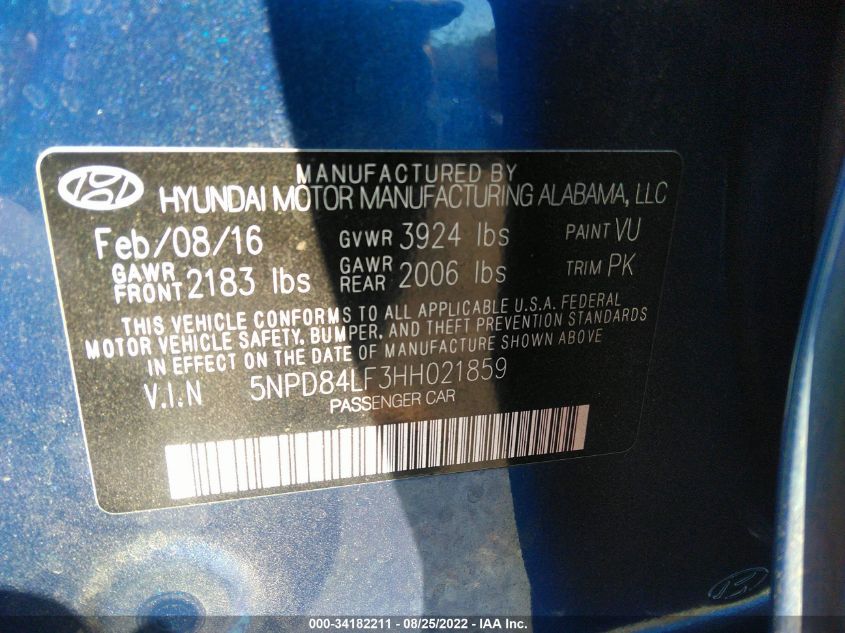 MANUFACTURED BY
HYUNDAI MOTOR MANUFACTURING ALABAMA, LLC
Feb/08/16 GVWR 3924 lbs PAINT VU
GAWR FRONT 2183 lbs GAWR REAR 2006 lbs TRIM PK
THIS VEHICLE CONFORMS TO ALL APPLICABLE U.S.A. FEDERAL
MOTOR VEHICLE SAFETY, BUMPER, AND THEFT PREVENTION STANDARDS
IN EFFECT ON THE DATE OF MANUFACTURE SHOWN ABOVE
V.I.N 5NPD84LF3HH021859
PASSENGER CAR
000-34182211 - 08/25/2022 - IAA Inc.